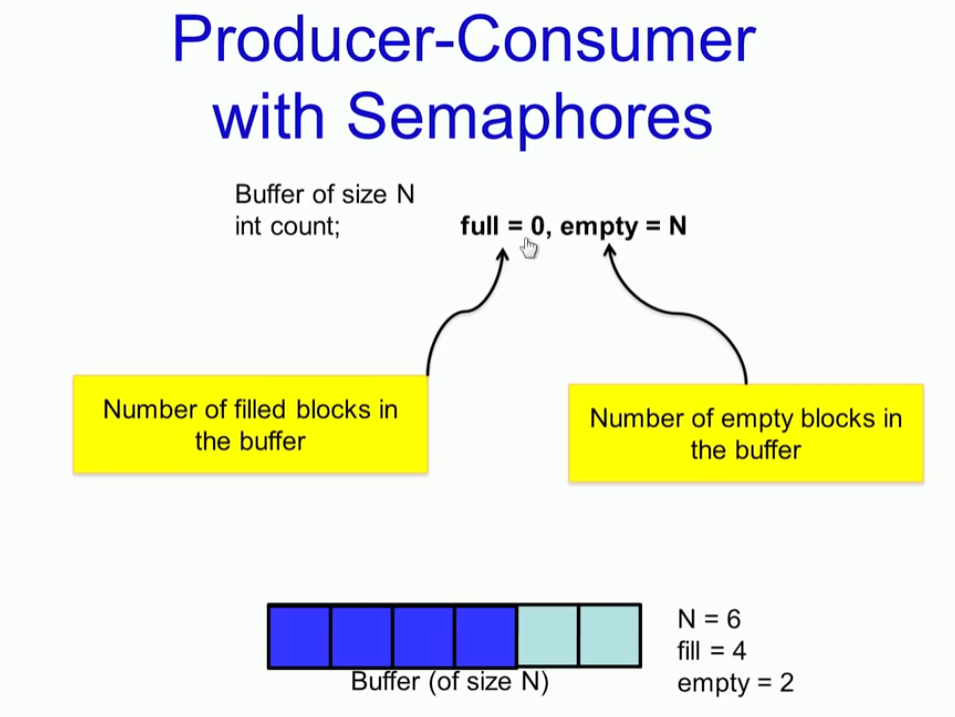 Producer-Consumer
with Semaphores
Buffer of size N
int count;
full = 0, empty = N
Number of filled blocks in
the buffer
Number of empty blocks in
the buffer
Buffer (of size N)
N = 6
fill = 4
empty = 2